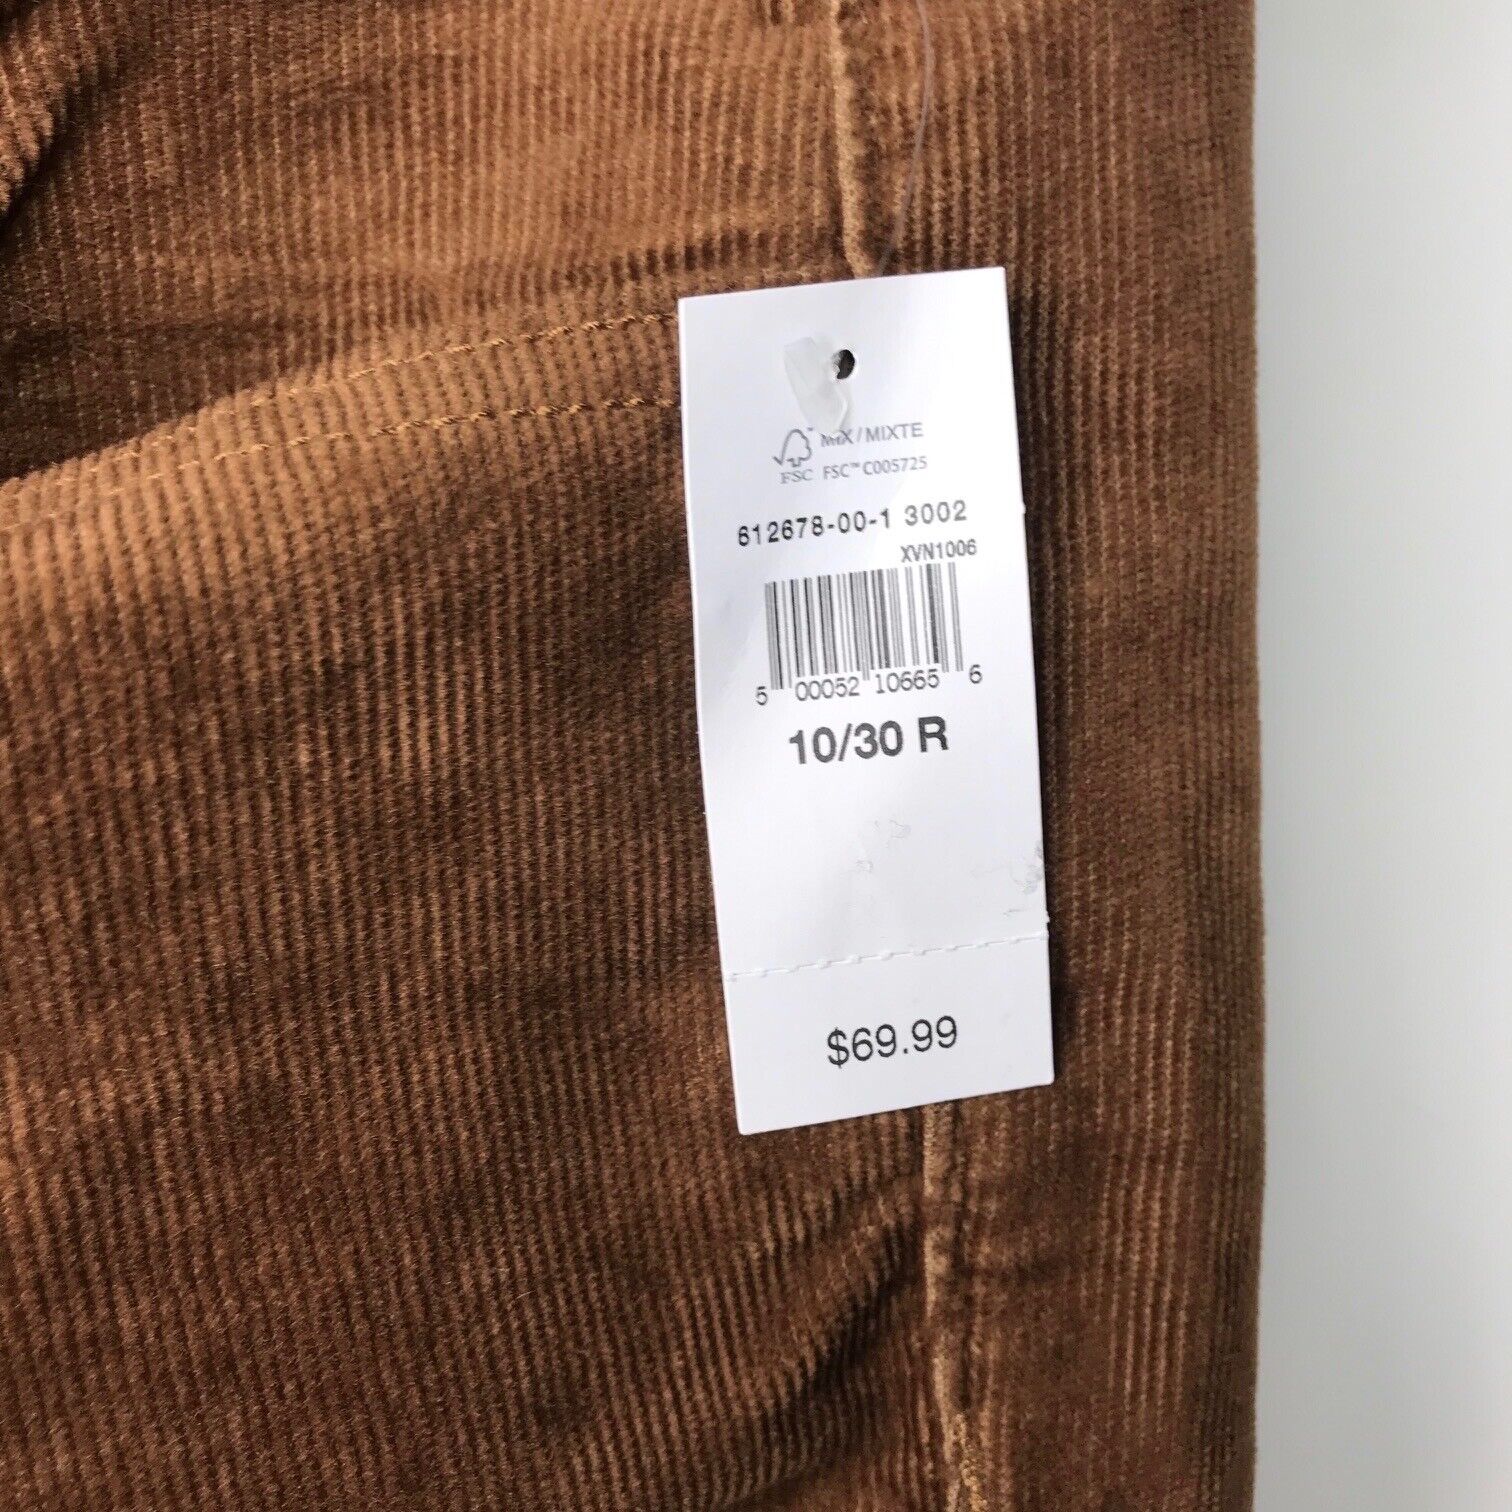 MIX / MIXTE
FSC FSC™ C005725
612678-00-1 3002
XVN1006
5 00052 10665 6
10/30 R
$69.99